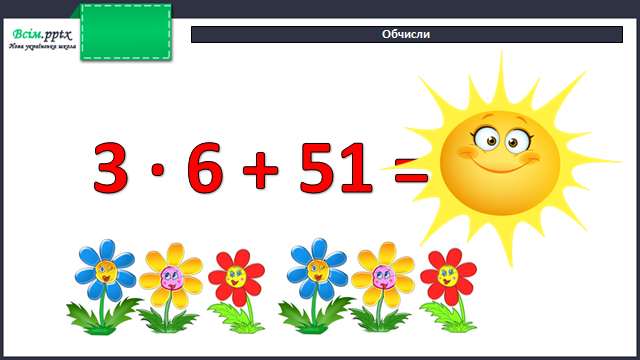 Всім.pptx
Нова українська школа
Обчисли
3 · 6 + 51 =